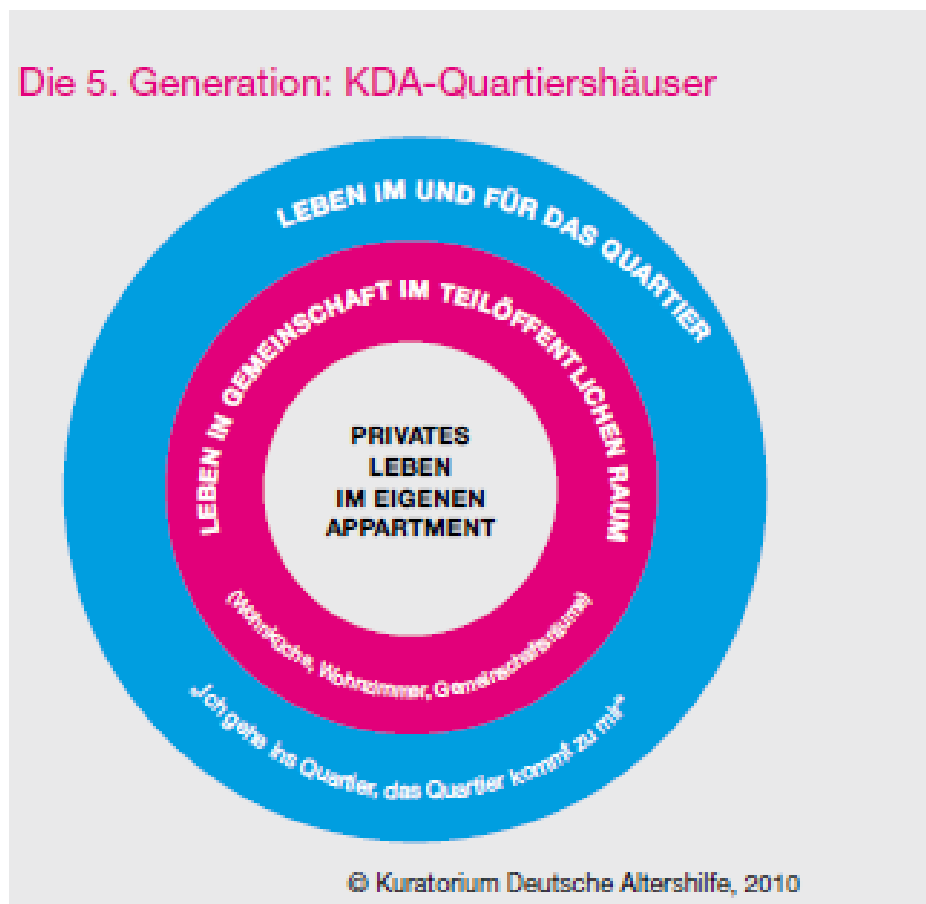 Die 5. Generation: KDA-Quartiershäuser
LEBEN IM UND FÜR DAS QUARTIER
LEBEN IN GEMEINSCHAFT IM TEILÖFFENTLICHEN RAUM
PRIVATES
LEBEN
IM EIGENEN
APPARTMENT
(Wohnküche, Wohnzimmer, Gemeinschaftsräume)
„Ich gehe ins Quartier, das Quartier kommt zu mir“
© Kuratorium Deutsche Altershilfe, 2010